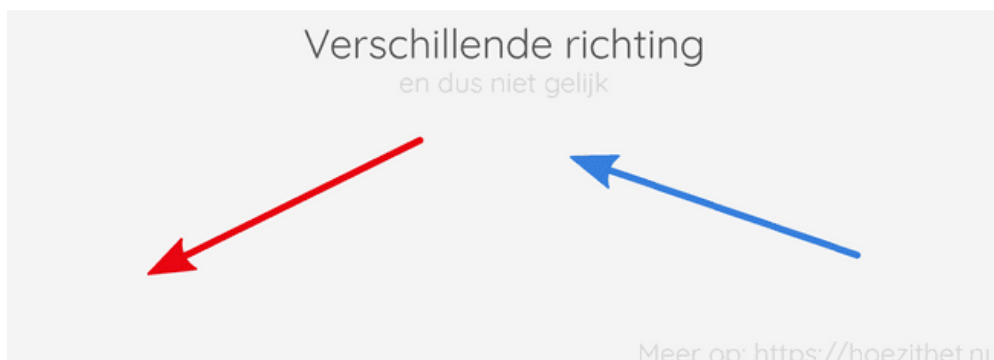 Verschillende richting
en dus niet gelijk
Meer op: https://hoezithet.nu